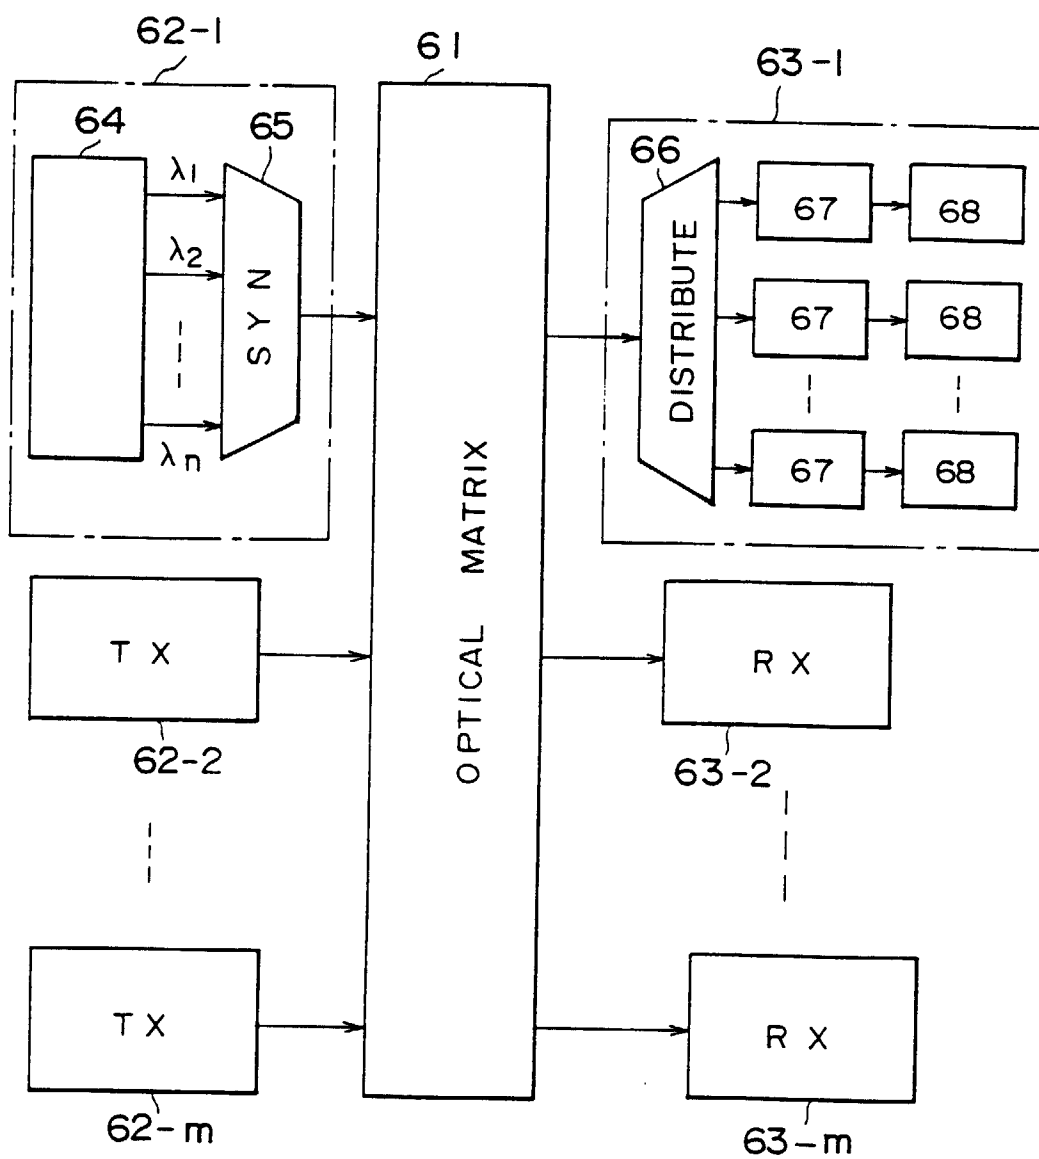 62-1
61
63-1
64
65
66
λ1
λ2
λn
SYN
DISTRIBUTE
67
68
67
68
67
68
OPTICAL MATRIX
TX
62-2
RX
63-2
TX
62-m
RX
63-m